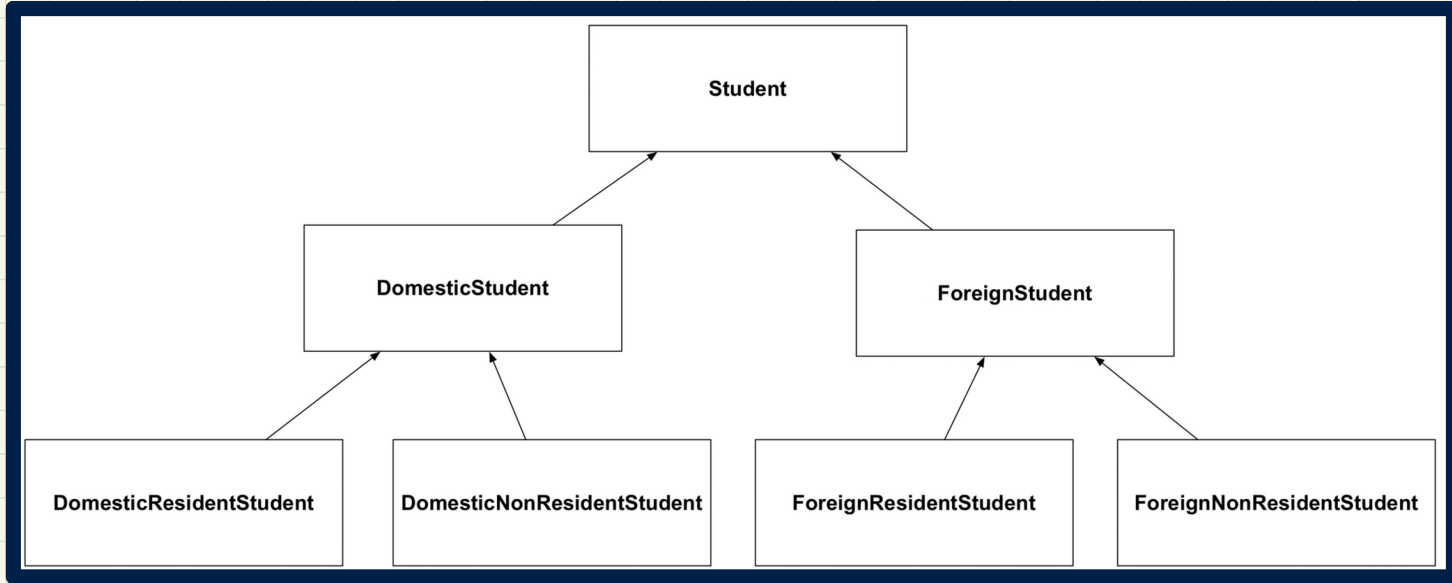 Student
DomesticStudent
ForeignStudent
DomesticResidentStudent
DomesticNonResidentStudent
ForeignResidentStudent
ForeignNonResidentStudent